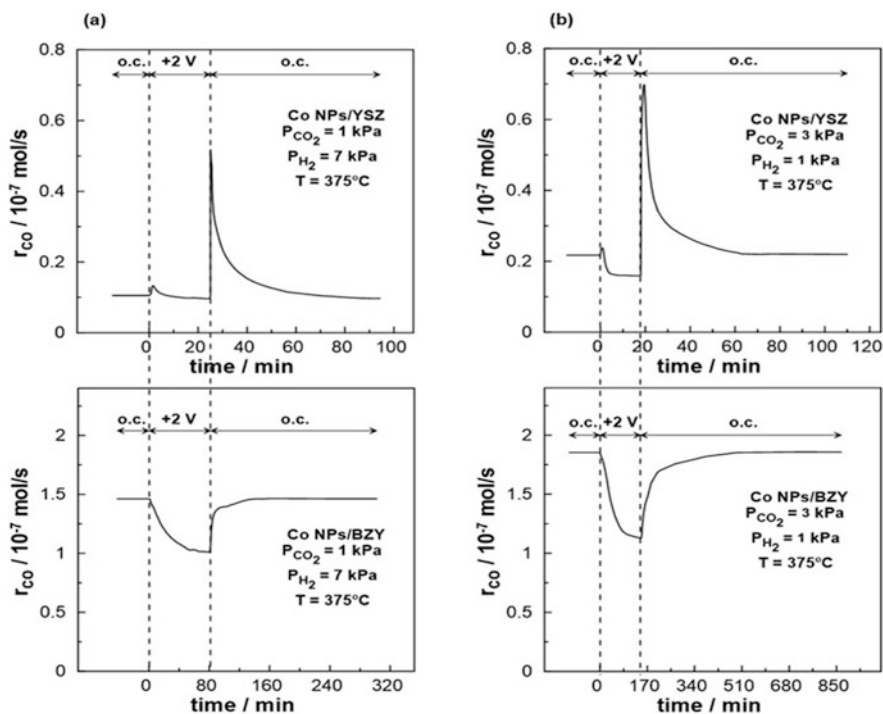 (a)
o.c. +2 V o.c.
0.8
0.6
0.4
0.2
0
r_CO / 10^-7 mol/s
Co NPs/YSZ
P_CO2 = 1 kPa
P_H2 = 7 kPa
T = 375ºC
0 20 40 60 80 100
time / min
(b)
o.c. +2 V o.c.
0.8
0.6
0.4
0.2
0
r_CO / 10^-7 mol/s
Co NPs/YSZ
P_CO2 = 3 kPa
P_H2 = 1 kPa
T = 375ºC
0 20 40 60 80 100 120
time / min
o.c. +2 V o.c.
2
1.5
1
0.5
0
r_CO / 10^-7 mol/s
Co NPs/BZY
P_CO2 = 1 kPa
P_H2 = 7 kPa
T = 375ºC
0 80 160 240 320
time / min
o.c. +2 V o.c.
2
1.5
1
0.5
0
r_CO / 10^-7 mol/s
Co NPs/BZY
P_CO2 = 3 kPa
P_H2 = 1 kPa
T = 375ºC
0 170 340 510 680 850
time / min